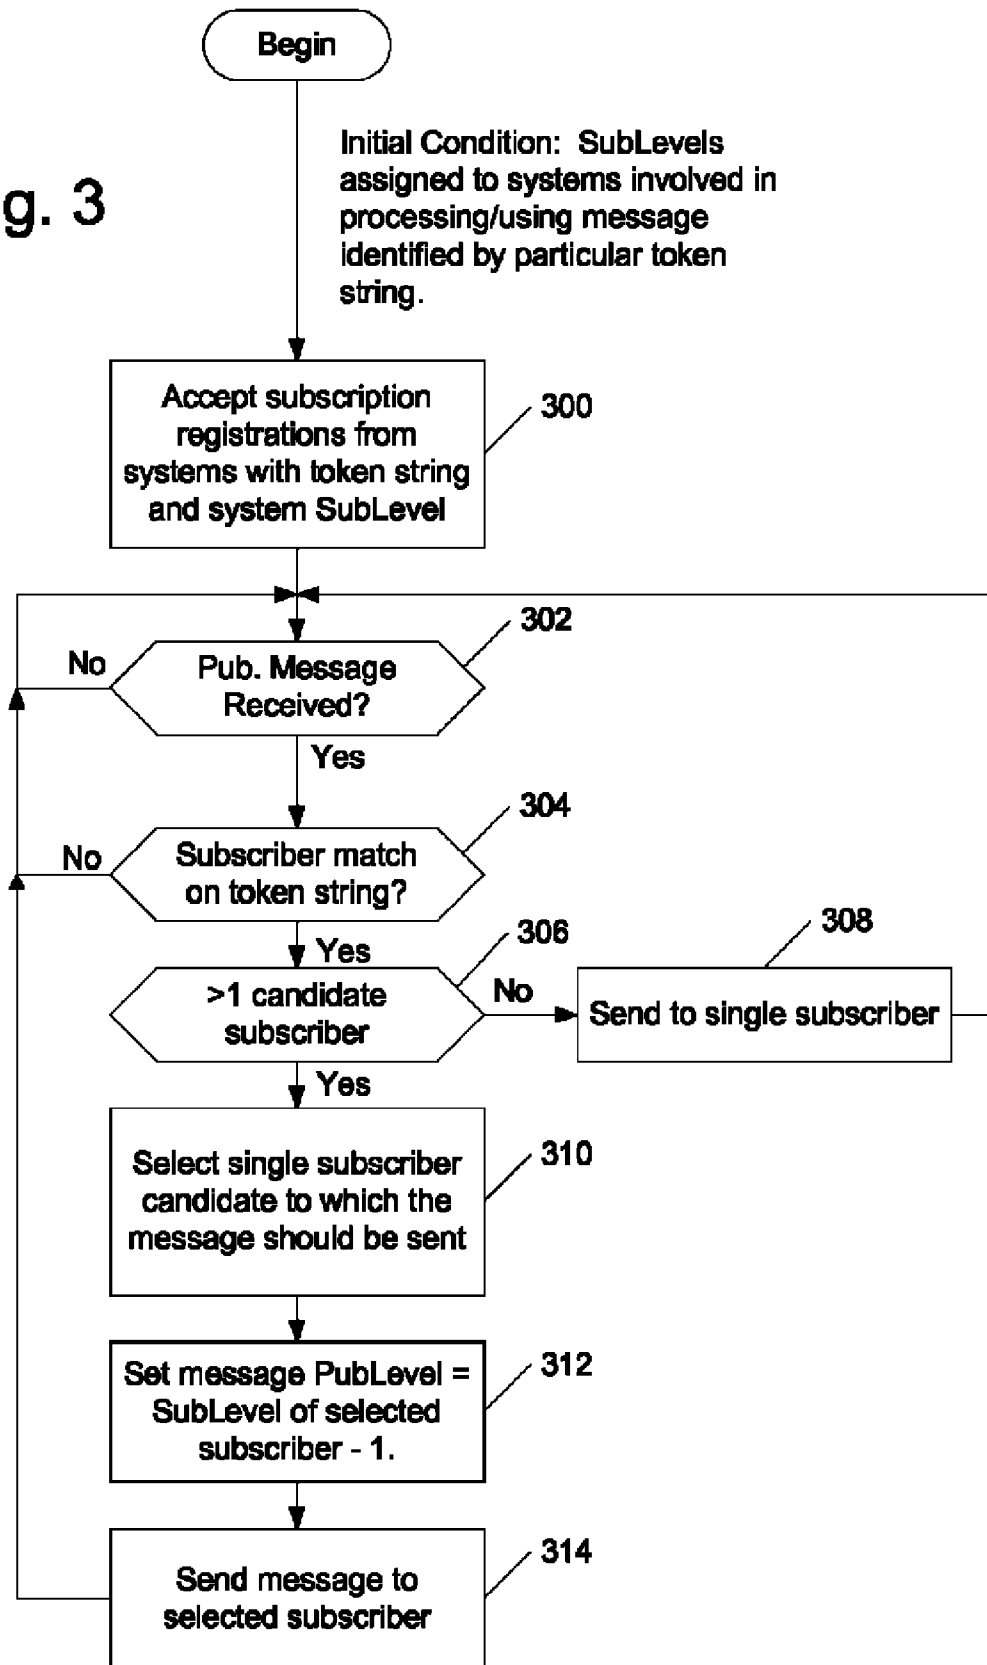 Begin
g. 3
Initial Condition: SubLevels
assigned to systems involved in
processing/using message
identified by particular token
string.
Accept subscription
registrations from
systems with token string
and system SubLevel
300
302
No
Pub. Message
Received?
Yes
304
No
Subscriber match
on token string?
Yes
306
>1 candidate
subscriber
No
308
Send to single subscriber
Yes
Select single subscriber
candidate to which the
message should be sent
310
Set message PubLevel =
SubLevel of selected
subscriber - 1.
312
Send message to
selected subscriber
314